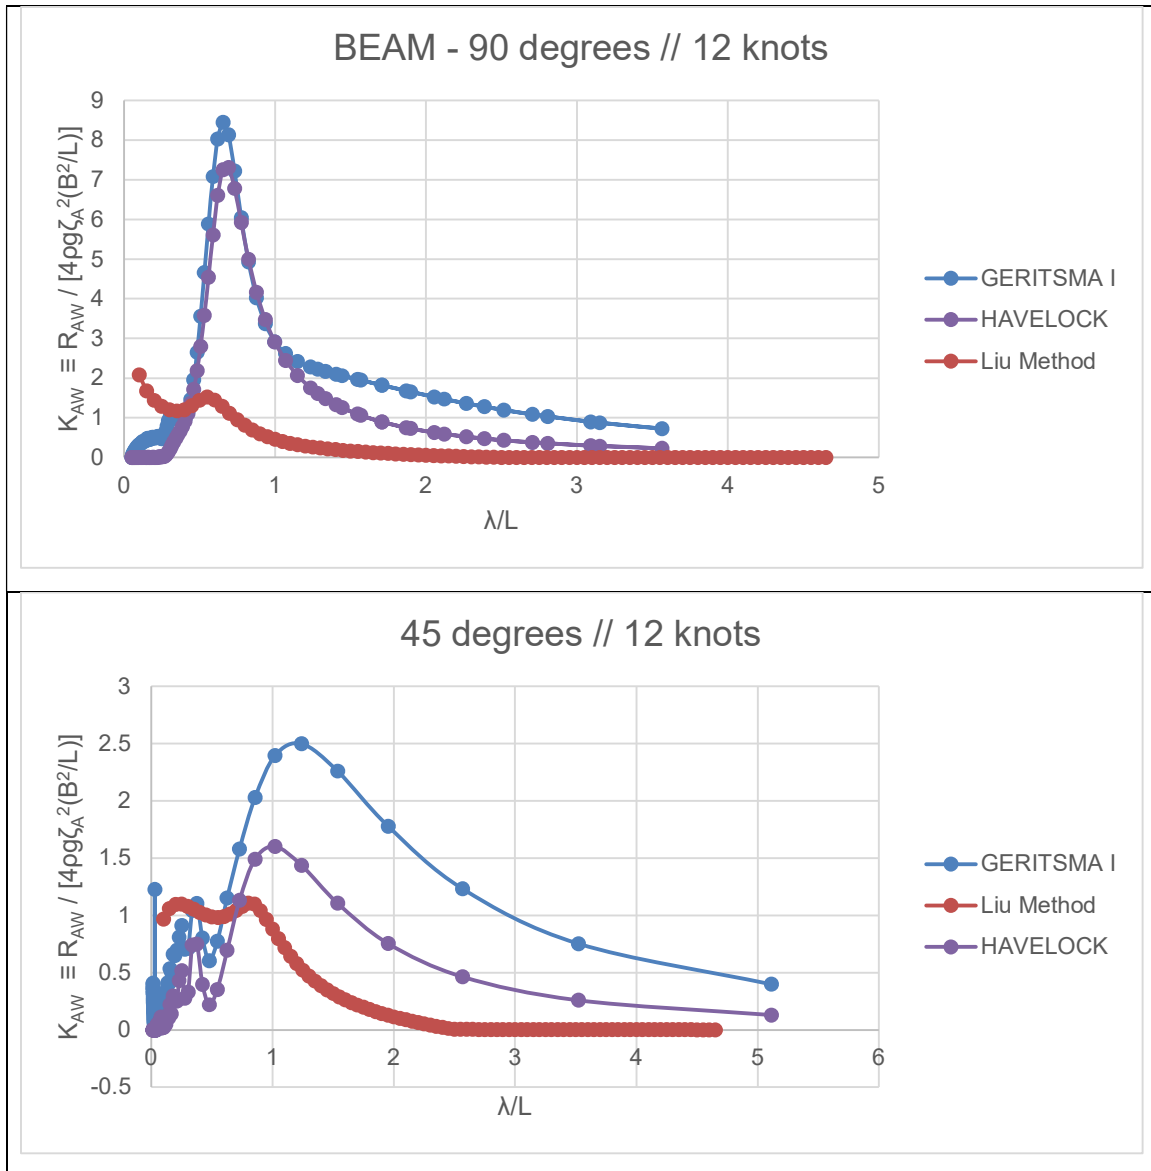 BEAM - 90 degrees // 12 knots
K_AW ≡ R_AW / [4ρgζ_A²(B²/L)]
9
8
7
6
5
4
3
2
1
0
0 1 2 3 4 5
λ/L
GERITSMA I
HAVELOCK
Liu Method
45 degrees // 12 knots
K_AW ≡ R_AW / [4ρgζ_A²(B²/L)]
3
2.5
2
1.5
1
0.5
0
-0.5
0 1 2 3 4 5 6
λ/L
GERITSMA I
Liu Method
HAVELOCK